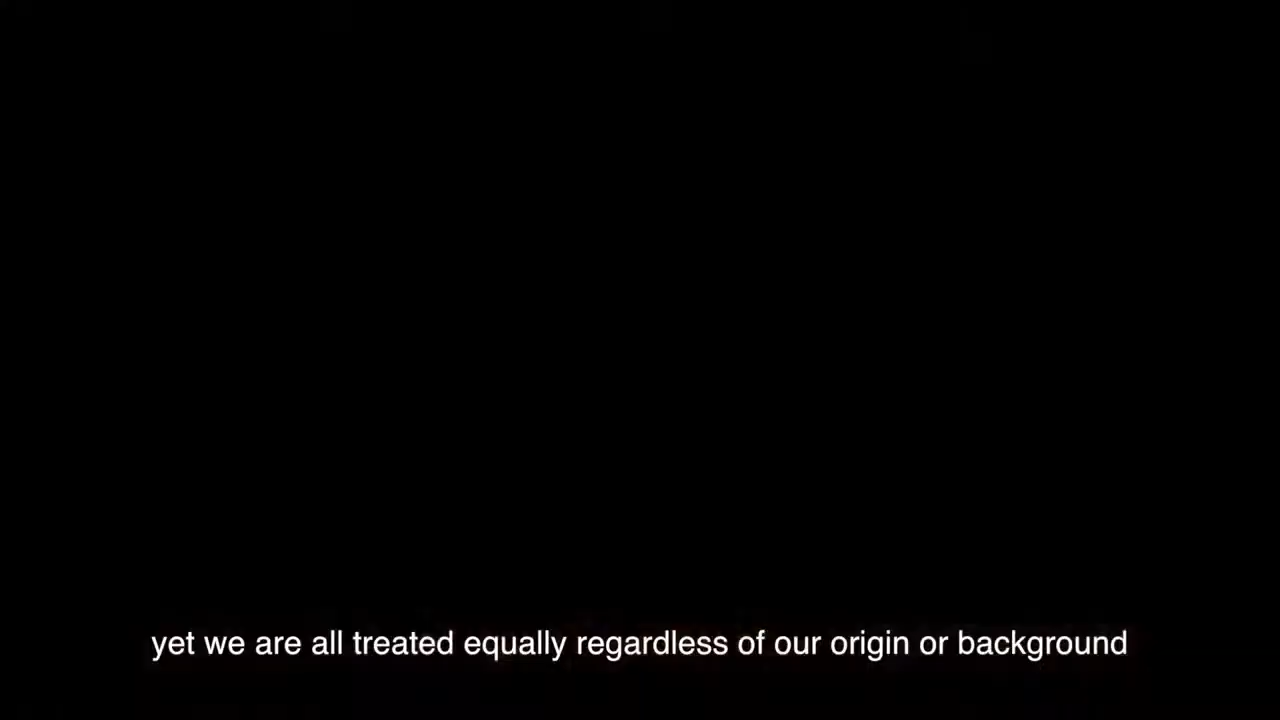 yet we are all treated equally regardless of our origin or background